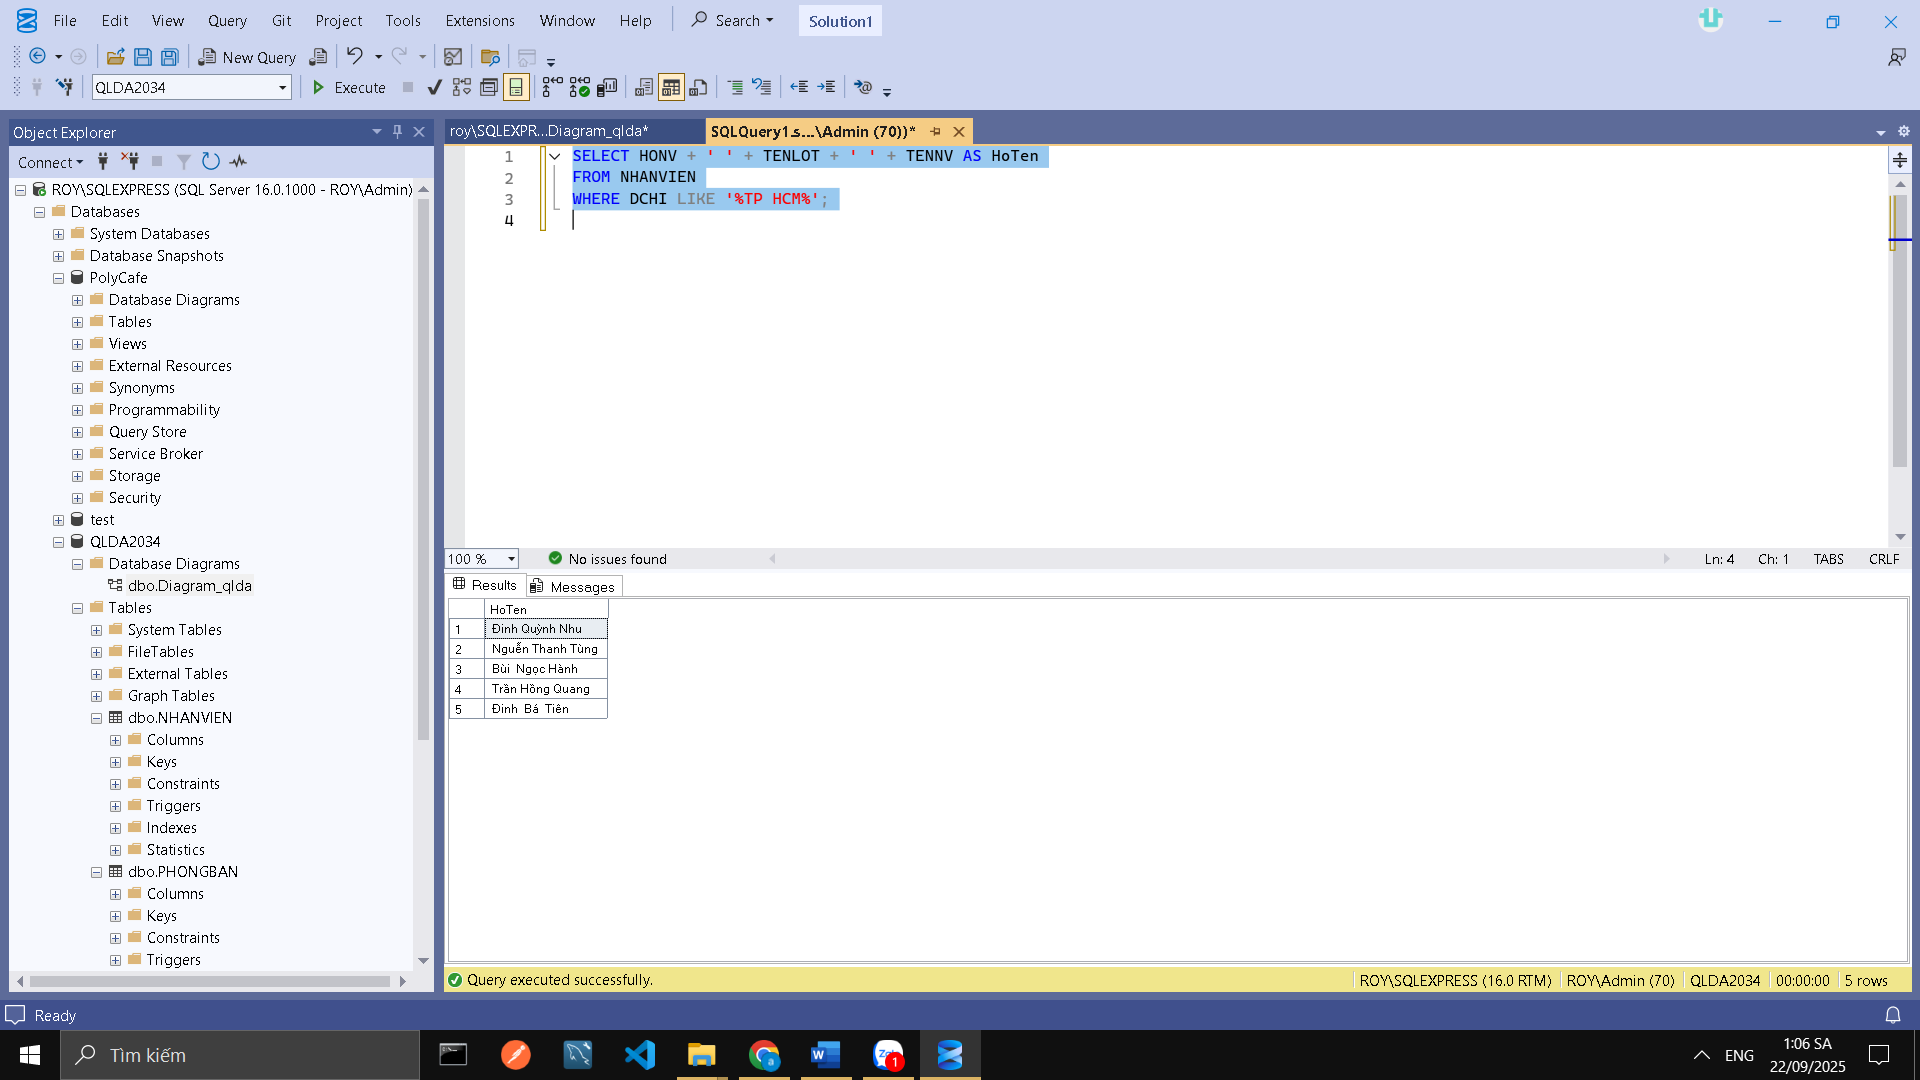 File Edit View Query Git Project Tools Extensions Window Help Search Solution1
New Query
QLDA2034 Execute
Object Explorer
Connect
ROY\SQLEXPRESS (SQL Server 16.0.1000 - ROY\Admin)
Databases
System Databases
Database Snapshots
PolyCafe
Database Diagrams
Tables
Views
External Resources
Synonyms
Programmability
Query Store
Service Broker
Storage
Security
test
QLDA2034
Database Diagrams
dbo.Diagram_qlda
Tables
System Tables
FileTables
External Tables
Graph Tables
dbo.NHANVIEN
Columns
Keys
Constraints
Triggers
Indexes
Statistics
dbo.PHONGBAN
Columns
Keys
Constraints
Triggers
roy\SQLEXPR...Diagram_qlda* SQLQuery1.s...\Admin (70))*
1 SELECT HONV + ' ' + TENLOT + ' ' + TENNV AS HoTen
2 FROM NHANVIEN
3 WHERE DCHI LIKE '%TP HCM%';
4
100 % No issues found Ln: 4 Ch: 1 TABS CRLF
Results Messages
HoTen
1 Đinh Quỳnh Như
2 Nguễn Thanh Tùng
3 Bùi Ngọc Hành
4 Trần Hồng Quang
5 Đinh Bá Tiên
Query executed successfully. ROY\SQLEXPRESS (16.0 RTM) ROY\Admin (70) QLDA2034 00:00:00 5 rows
Ready
Tìm kiếm
1
ENG
1:06 SA
22/09/2025